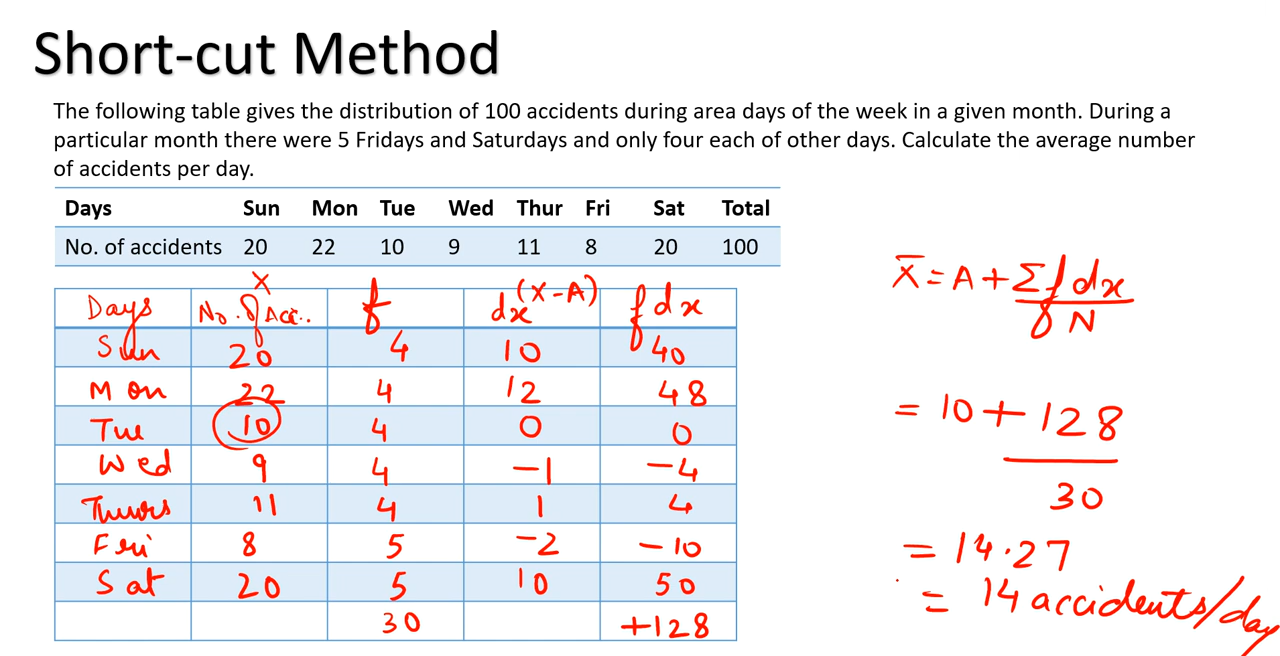 Short-cut Method
The following table gives the distribution of 100 accidents during area days of the week in a given month. During a
particular month there were 5 Fridays and Saturdays and only four each of other days. Calculate the average number
of accidents per day.
Days Sun Mon Tue Wed Thur Fri Sat Total
No. of accidents 20 22 10 9 11 8 20 100
X
Days No. of Acc.. f dx (X-A) f dx
Sun 20 4 10 40
Mon 22 4 12 48
Tue 10 4 0 0
Wed 9 4 -1 -4
Thurs 11 4 1 4
Fri 8 5 -2 -10
Sat 20 5 10 50
30 +128
X̅ = A + Σf dx
N
= 10 + 128
30
= 14.27
= 14 accidents/day